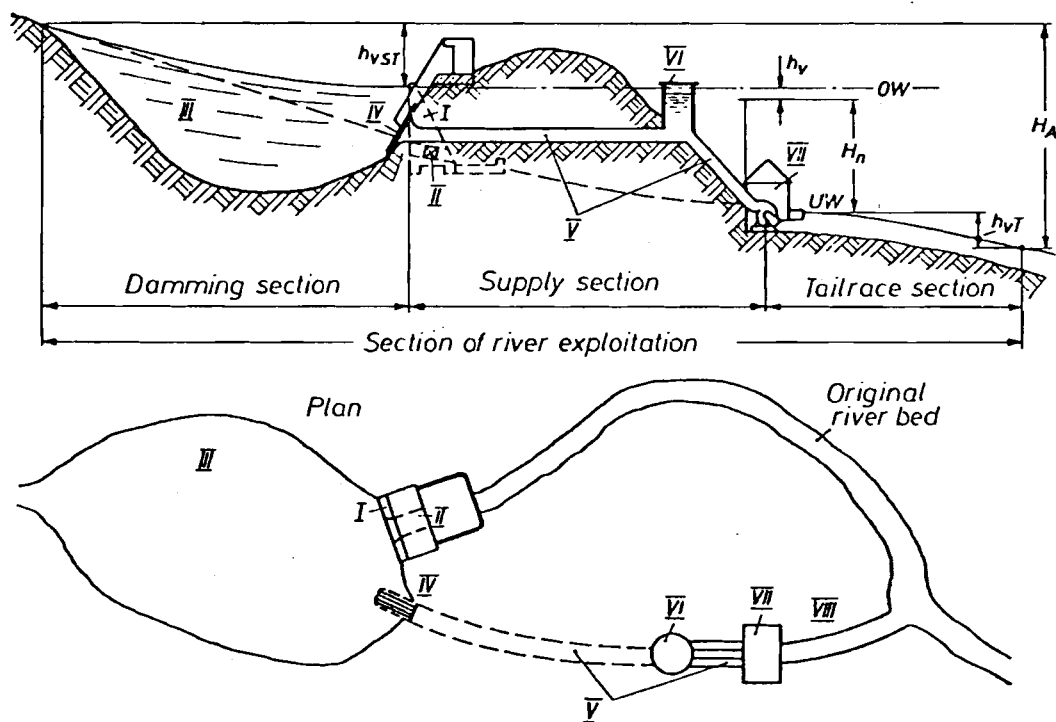 h_vST
VI
h_v
OW
III
IV
I
H_A
H_n
VII
II
V
UW
h_vT
Damming section
Supply section
Tailrace section
Section of river exploitation
Plan
Original
river bed
III
I
II
IV
VI
VII
VIII
V